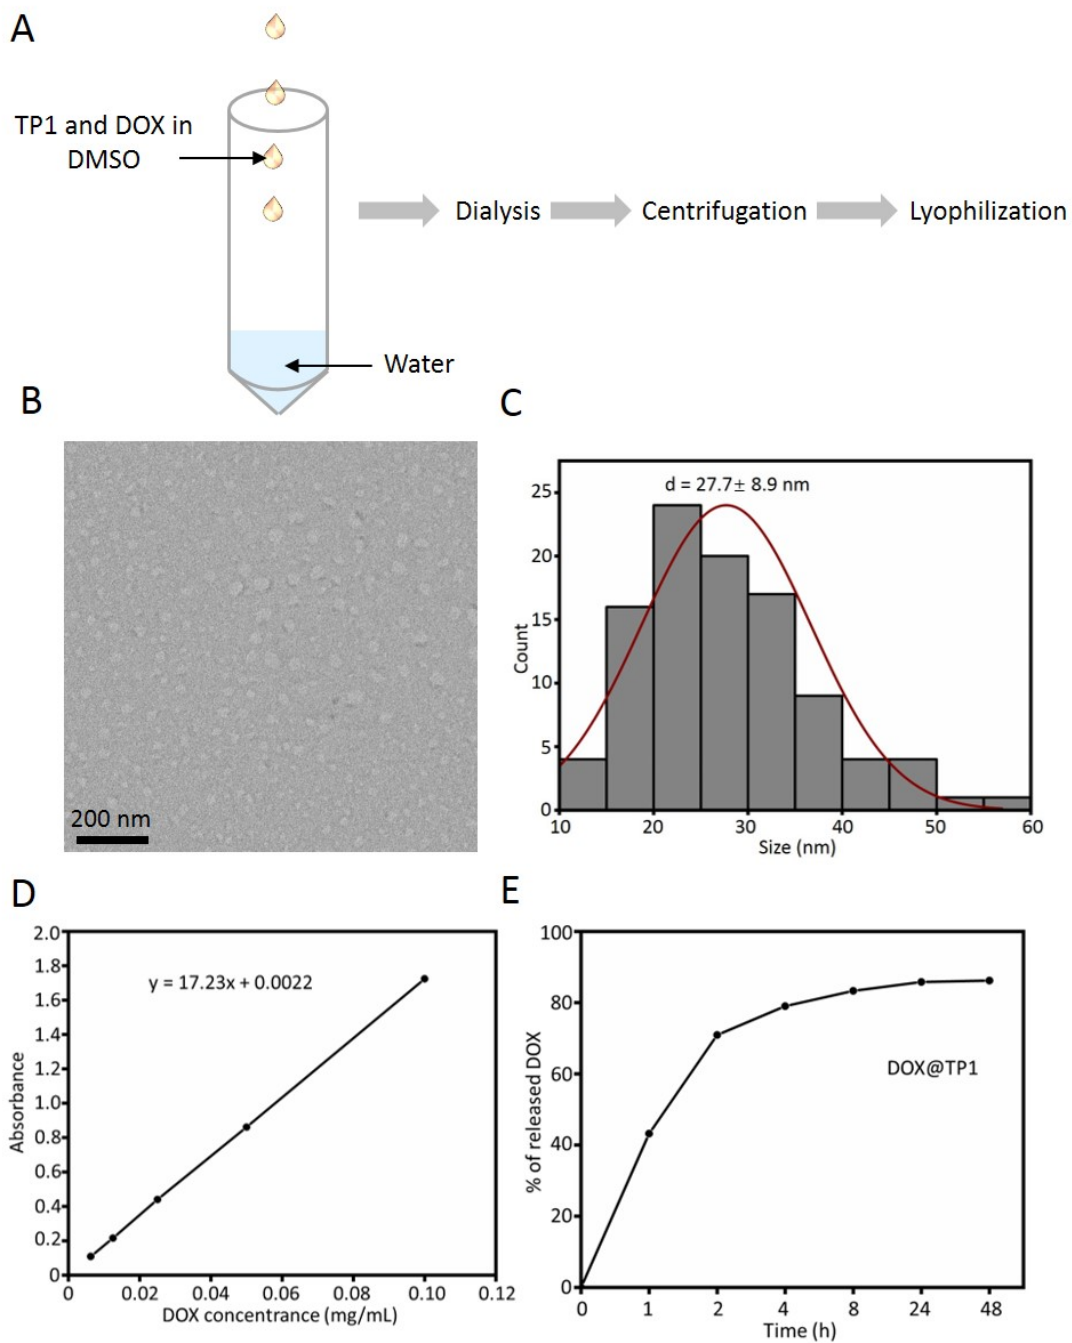 A
TP1 and DOX in
DMSO
Dialysis
Centrifugation
Lyophilization
Water
B
200 nm
C
d = 27.7± 8.9 nm
25
20
15
10
5
0
Count
10
20
30
40
50
60
Size (nm)
D
2.0
1.8
1.6
1.4
1.2
1.0
0.8
0.6
0.4
0.2
0
Absorbance
y = 17.23x + 0.0022
0
0.02
0.04
0.06
0.08
0.10
0.12
DOX concentrance (mg/mL)
E
100
80
60
40
20
0
% of released DOX
DOX@TP1
0
1
2
4
8
24
48
Time (h)